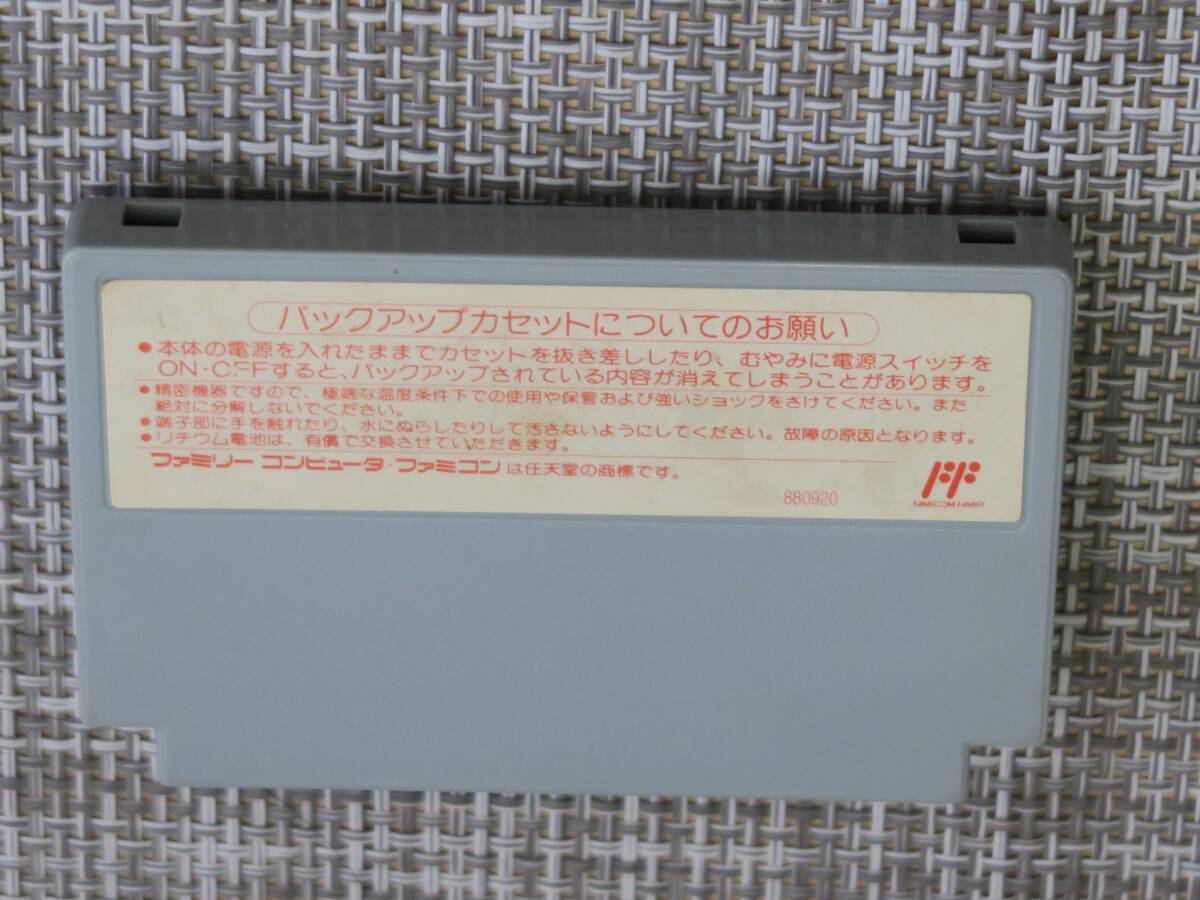 バックアップカセットについてのお願い
●本体の電源を入れたままでカセットを抜き差ししたり、むやみに電源スイッチを
ON・OFFすると、バックアップされている内容が消えてしまうことがあります。
●精密機器ですので、極端な温度条件下での使用や保管および強いショックをさけてください。また
絶対に分解しないでください。
●端子部に手を触れたり、水にぬらしたりして汚さないようにしてください。故障の原因となります。
●リチウム電池は、有償で交換させていただきます。
ファミリーコンピュータ・ファミコンは任天堂の商標です。
880920
FAMICOM FAMILY